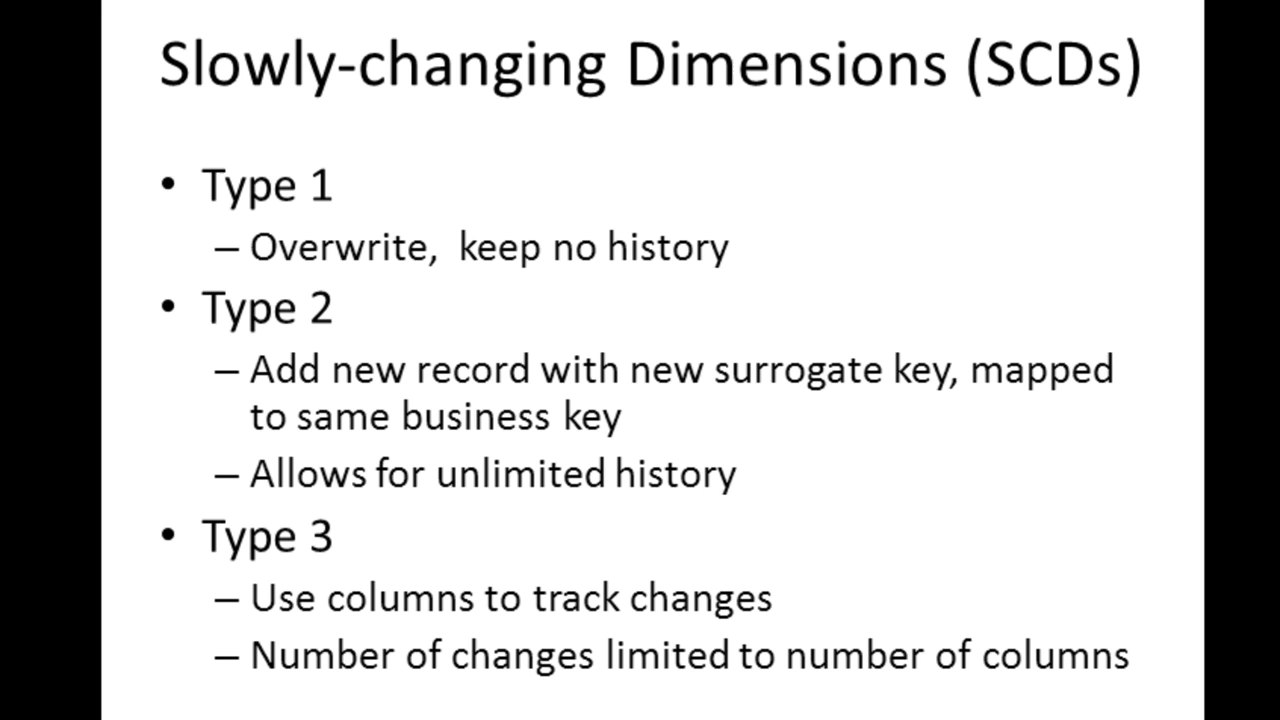 Slowly-changing Dimensions (SCDs)
• Type 1
– Overwrite,  keep no history
• Type 2
– Add new record with new surrogate key, mapped
to same business key
– Allows for unlimited history
• Type 3
– Use columns to track changes
– Number of changes limited to number of columns